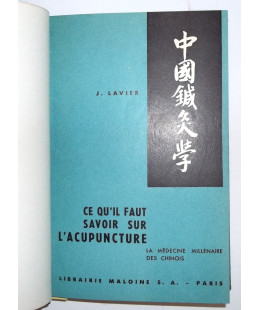 中國鍼灸學
J. LAVIER
CE QU'IL FAUT
SAVOIR SUR
L'ACUPUNCTURE
LA MÉDECINE MILLÉNAIRE
DES CHINOIS
LIBRAIRIE MALOINE S. A. - PARIS